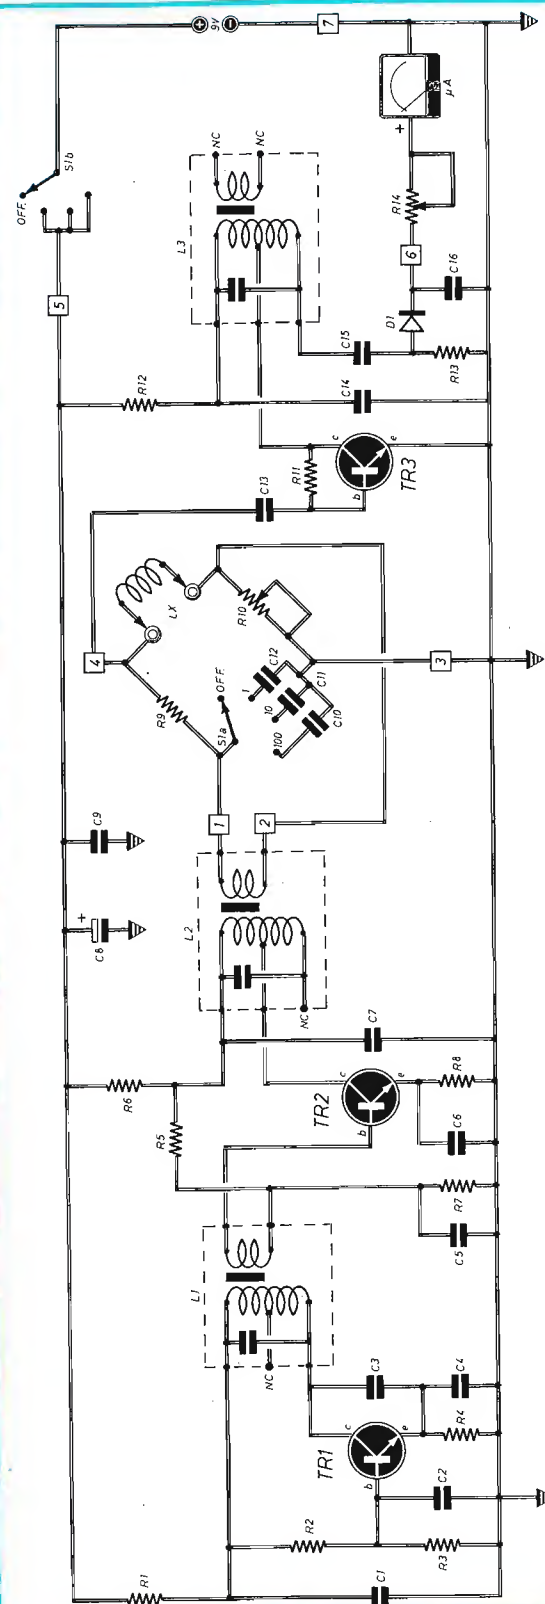 R1
C1
R2
R3
C2
TR1
b
c
e
C3
C4
R4
L1
NC
C5
R7
R5
R6
TR2
b
c
e
C6
R8
C7
L2
NC
C8
+
C9
1
2
R9
S1a
OFF.
1
10
100
C12
C11
C10
LX
R10
3
4
C13
R11
TR3
b
c
e
R12
C14
C15
L3
NC
NC
D1
R13
C16
6
R14
+
µA
5
S1b
OFF.
+
9V
-
7